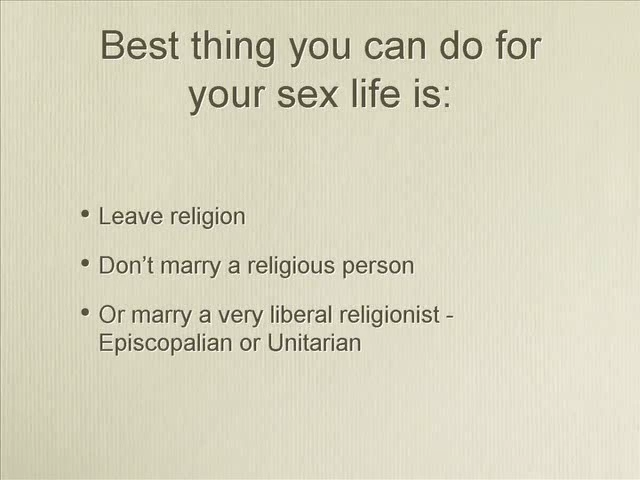 Best thing you can do for
your sex life is:
• Leave religion
• Don’t marry a religious person
• Or marry a very liberal religionist -
Episcopalian or Unitarian